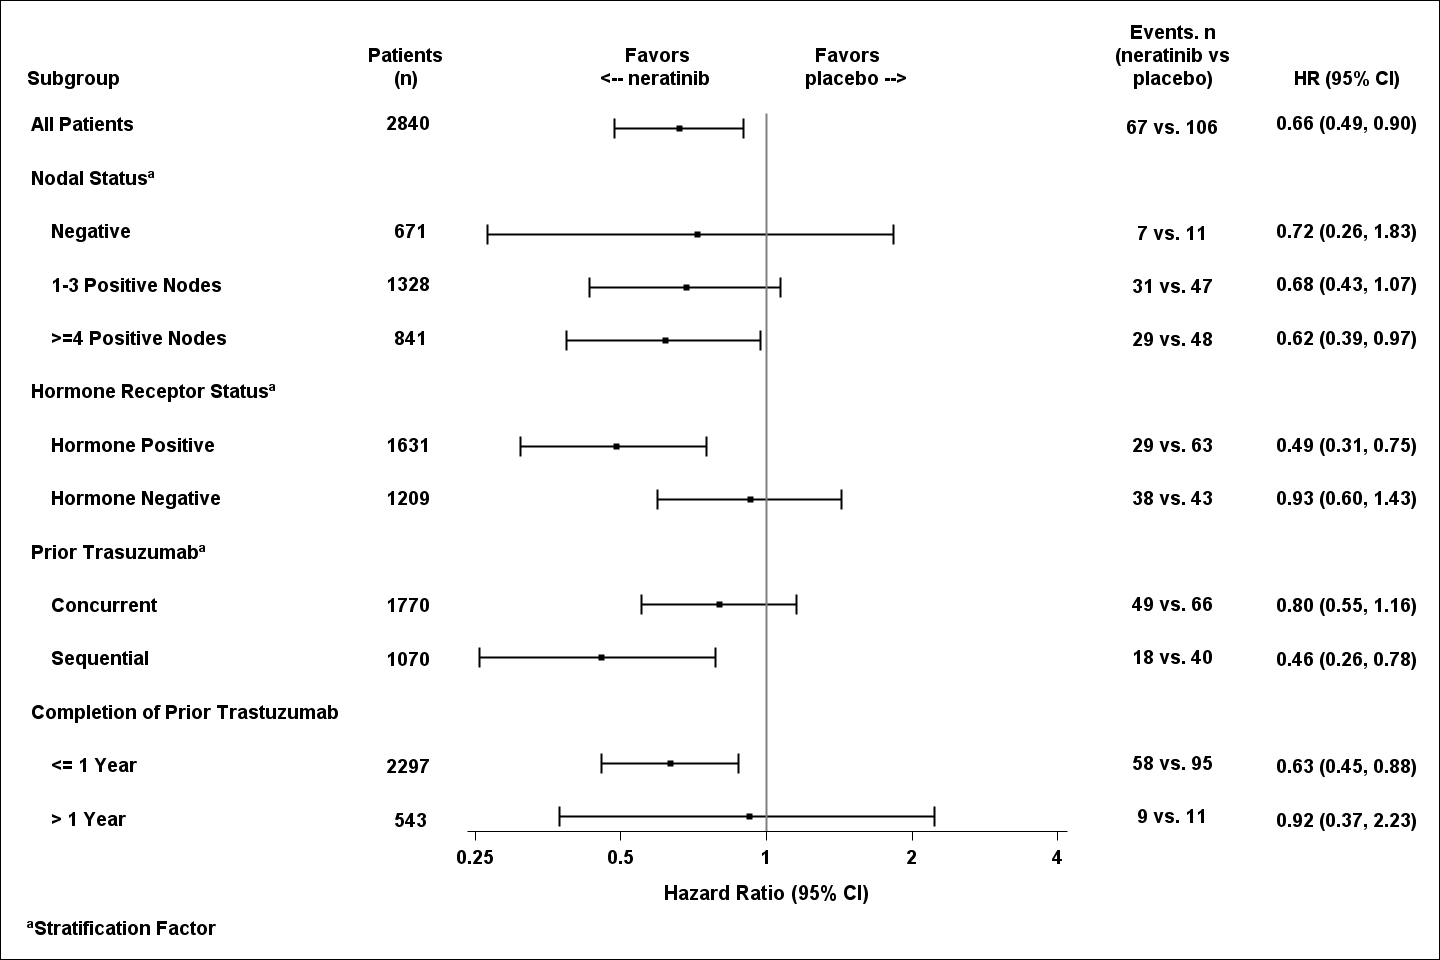 Subgroup
Patients
(n)
Favors
<-- neratinib
Favors
placebo -->
Events. n
(neratinib vs
placebo)
HR (95% CI)
All Patients 2840 67 vs. 106 0.66 (0.49, 0.90)
Nodal Statusᵃ
Negative 671 7 vs. 11 0.72 (0.26, 1.83)
1-3 Positive Nodes 1328 31 vs. 47 0.68 (0.43, 1.07)
>=4 Positive Nodes 841 29 vs. 48 0.62 (0.39, 0.97)
Hormone Receptor Statusᵃ
Hormone Positive 1631 29 vs. 63 0.49 (0.31, 0.75)
Hormone Negative 1209 38 vs. 43 0.93 (0.60, 1.43)
Prior Trasuzumabᵃ
Concurrent 1770 49 vs. 66 0.80 (0.55, 1.16)
Sequential 1070 18 vs. 40 0.46 (0.26, 0.78)
Completion of Prior Trastuzumab
<= 1 Year 2297 58 vs. 95 0.63 (0.45, 0.88)
> 1 Year 543 9 vs. 11 0.92 (0.37, 2.23)
0.25 0.5 1 2 4
Hazard Ratio (95% CI)
ᵃStratification Factor